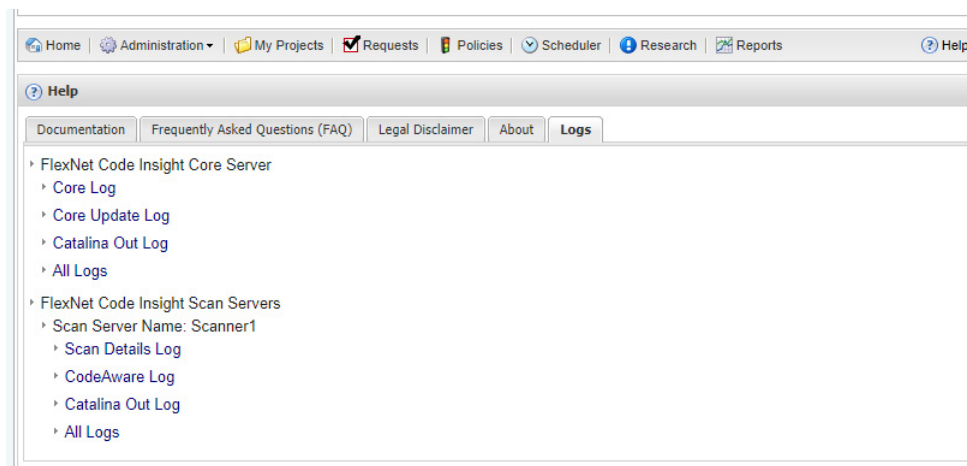 Home Administration My Projects Requests Policies Scheduler Research Reports Help
Help
Documentation Frequently Asked Questions (FAQ) Legal Disclaimer About Logs
FlexNet Code Insight Core Server
Core Log
Core Update Log
Catalina Out Log
All Logs
FlexNet Code Insight Scan Servers
Scan Server Name: Scanner1
Scan Details Log
CodeAware Log
Catalina Out Log
All Logs